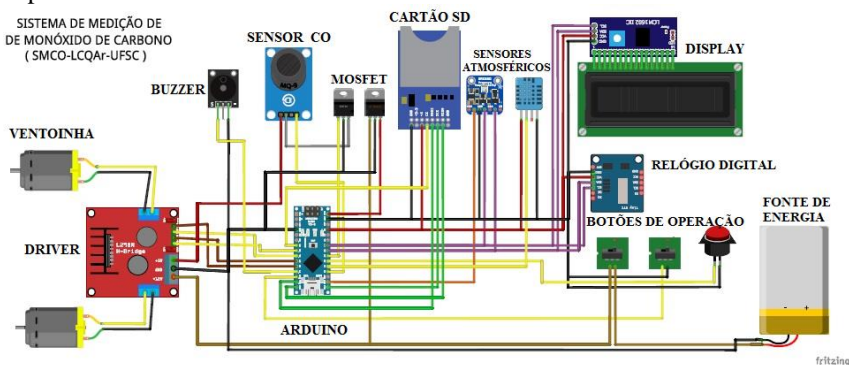 SISTEMA DE MEDIÇÃO DE
DE MONÓXIDO DE CARBONO
( SMCO-LCQAr-UFSC )
BUZZER
SENSOR CO
MOSFET
CARTÃO SD
SENSORES
ATMOSFÉRICOS
DISPLAY
VENTOINHA
DRIVER
ARDUINO
RELÓGIO DIGITAL
BOTÕES DE OPERAÇÃO
FONTE DE
ENERGIA
- +
fritzing